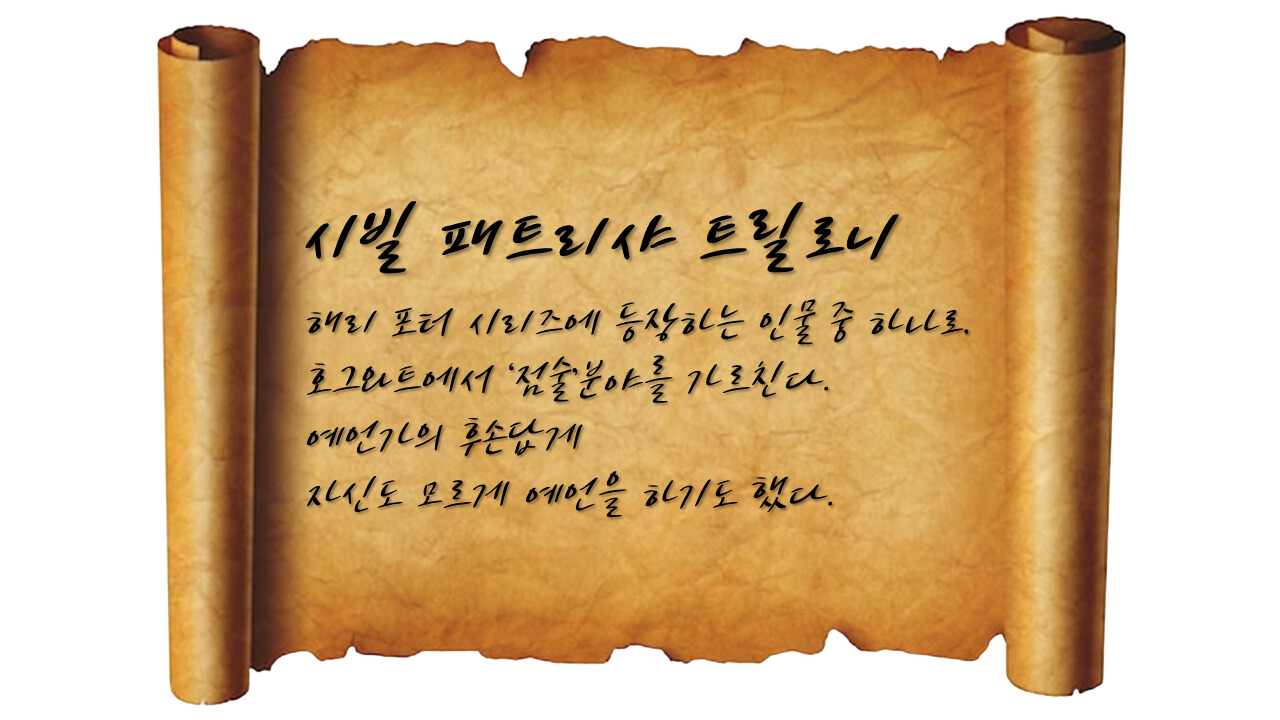 시빌 패트리샤 트릴로니
해리 포터 시리즈에 등장하는 인물 중 하나로,
호그와트에서 ‘점술’분야를 가르친다.
예언가의 후손답게
자신도 모르게 예언을 하기도 했다.